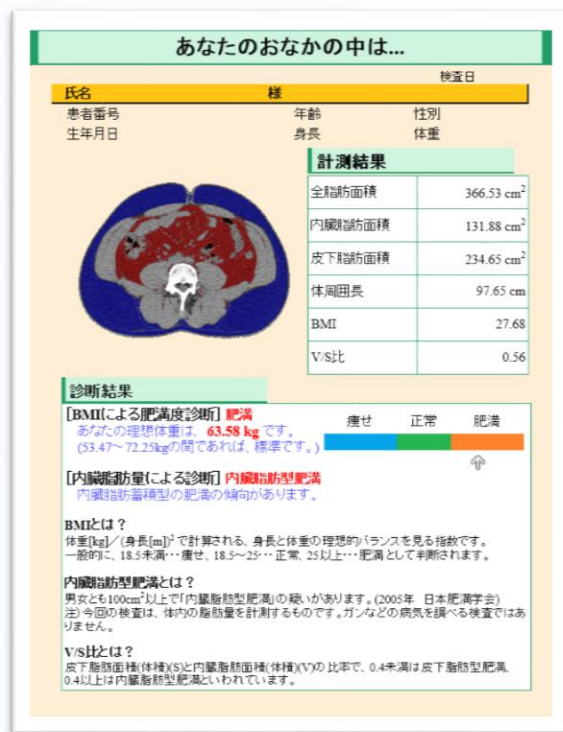 あなたのおなかの中は...
検査日
氏名 様
患者番号 年齢 性別
生年月日 身長 体重
計測結果
全脂肪面積 366.53 cm²
内臓脂肪面積 131.88 cm²
皮下脂肪面積 234.65 cm²
体周囲長 97.65 cm
BMI 27.68
V/S比 0.56
診断結果
[BMIによる肥満度診断] 肥満
あなたの理想体重は、63.58 kg です。
(53.47～72.25kgの間であれば、標準です。)
痩せ 正常 肥満
[内臓脂肪量による診断] 内臓脂肪型肥満
内臓脂肪蓄積型の肥満の傾向があります。
BMIとは？
体重[kg]／(身長[m])²で計算される、身長と体重の理想的バランスを見る指数です。
一般的に、18.5未満…痩せ、18.5～25…正常、25以上…肥満として判断されます。
内臓脂肪型肥満とは？
男女とも100cm²以上で「内臓脂肪型肥満」の疑いがあります。(2005年 日本肥満学会)
注)今回の検査は、体内の脂肪量を計測するものです。ガンなどの病気を調べる検査ではあ
りません。
V/S比とは？
皮下脂肪面積(体積)(S)と内臓脂肪面積(体積)(V)の比率で、0.4未満は皮下脂肪型肥満、
0.4以上は内臓脂肪型肥満といわれています。